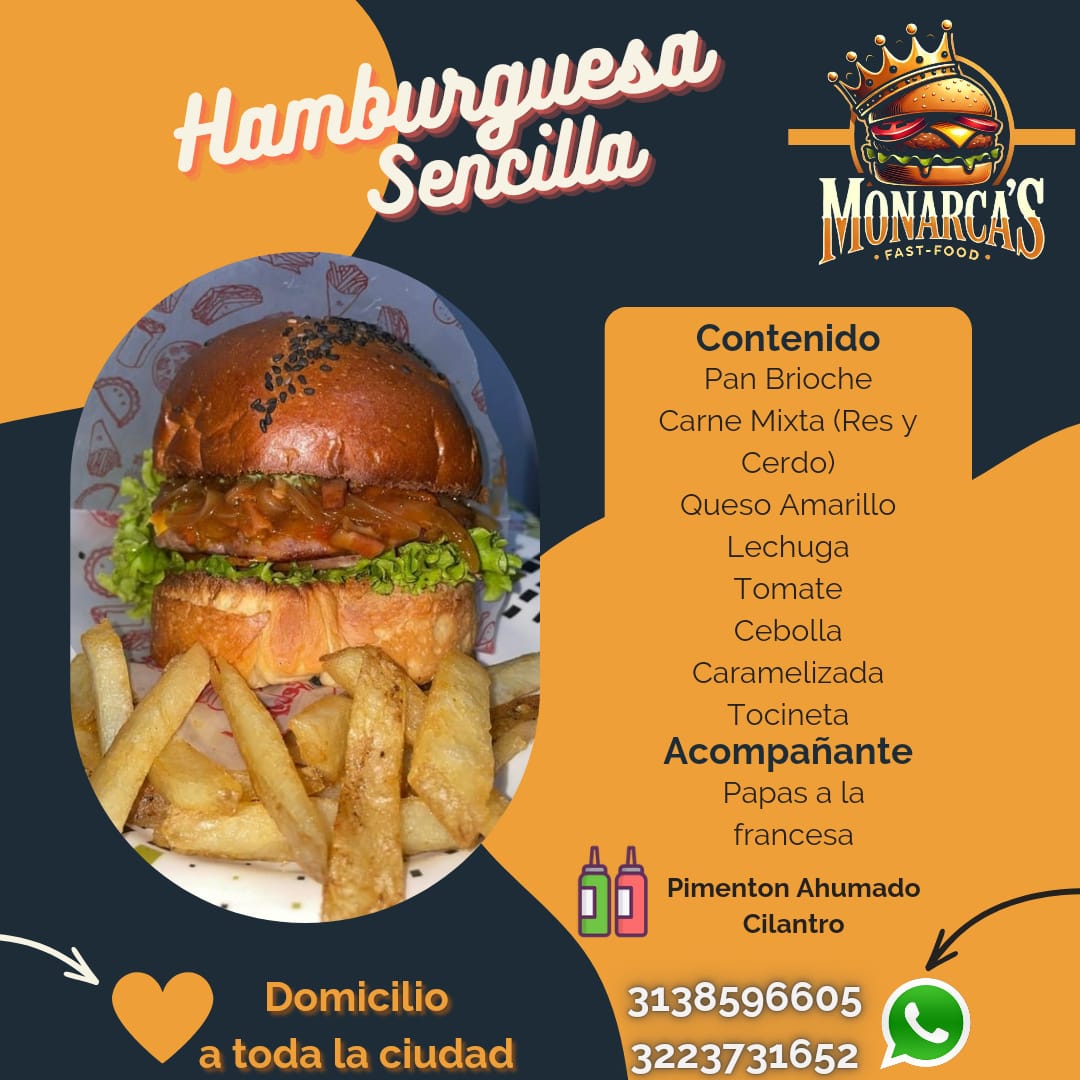 Hamburguesa
Sencilla
MONARCA'S
• FAST-FOOD •
Contenido
Pan Brioche
Carne Mixta (Res y
Cerdo)
Queso Amarillo
Lechuga
Tomate
Cebolla
Caramelizada
Tocineta
Acompañante
Papas a la
francesa
Pimenton Ahumado
Cilantro
Domicilio
a toda la ciudad
3138596605
3223731652